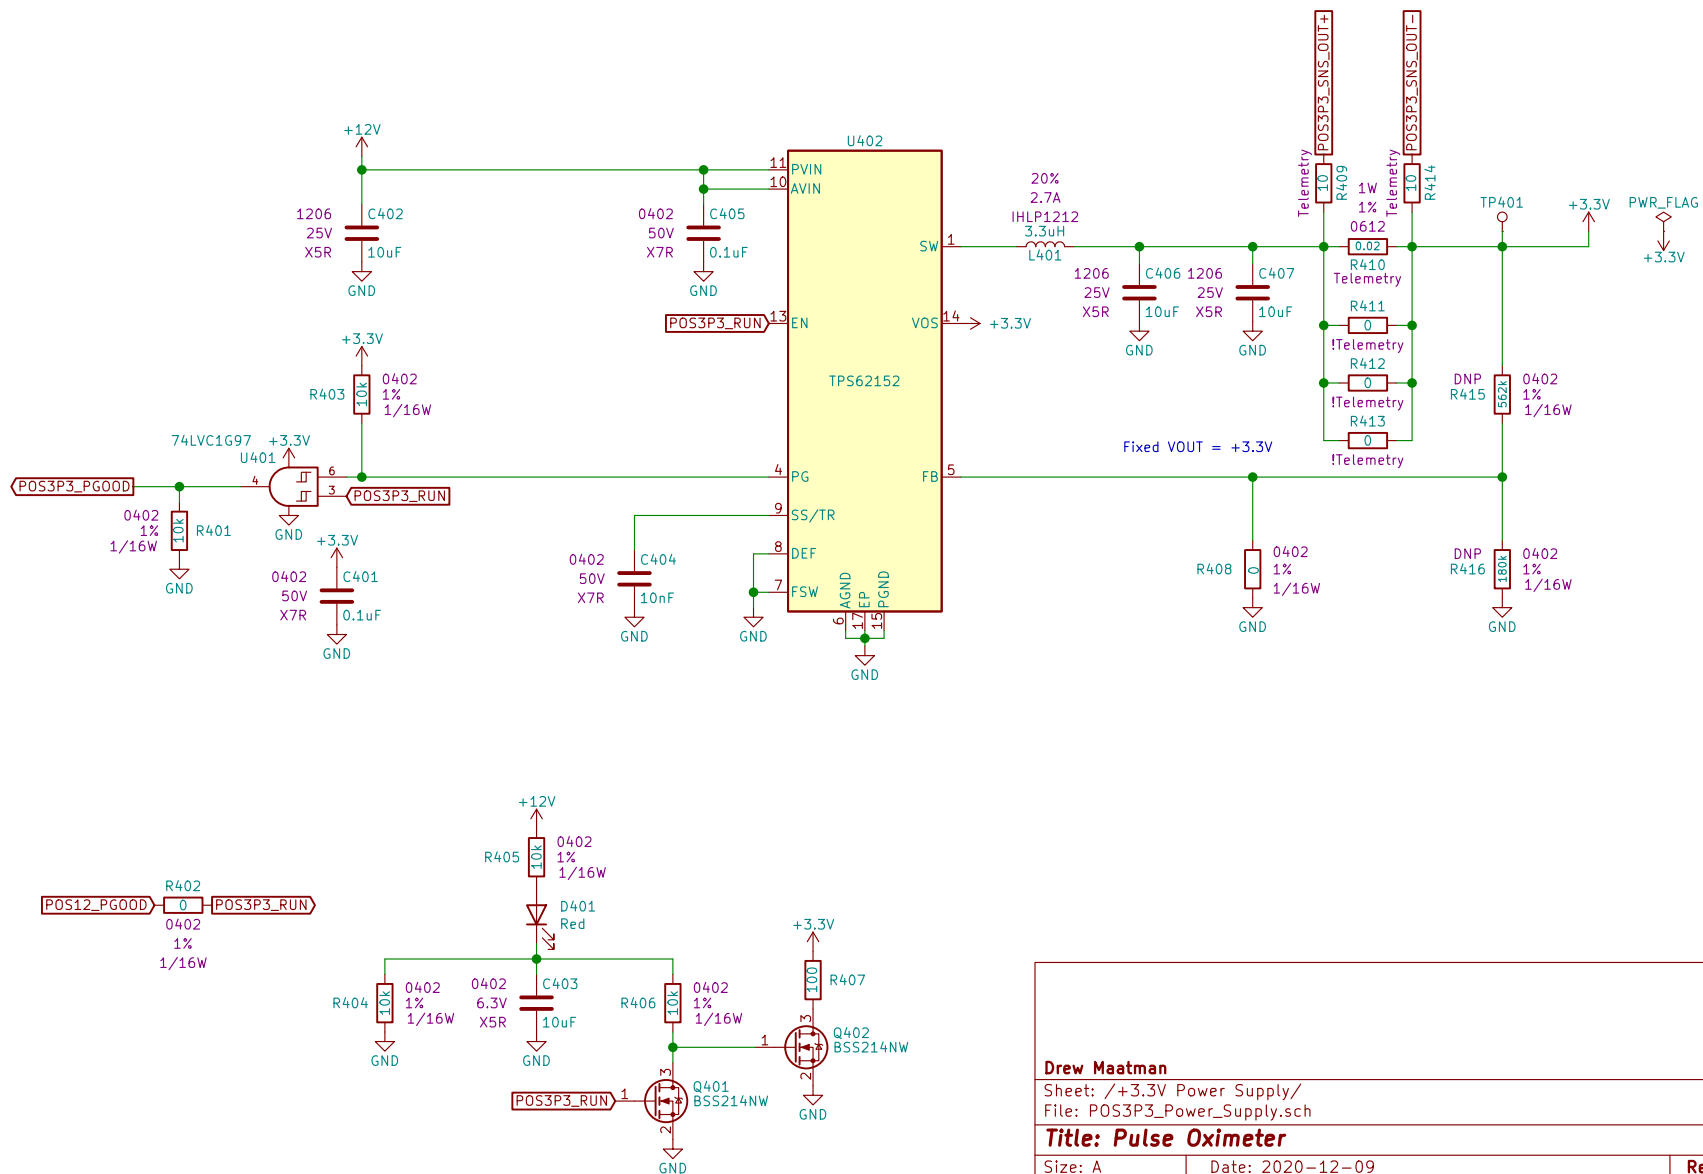 POS3P3_SNS_OUT+
POS3P3_SNS_OUT-
Telemetry
10
R409
Telemetry
10
R414
+12V
1206
25V
X5R
C402
10uF
GND
0402
50V
X7R
C405
0.1uF
GND
U402
TPS62152
11
PVIN
10
AVIN
13
EN
POS3P3_RUN
4
PG
9
SS/TR
8
DEF
7
FSW
6
AGND
17
EP
15
PGND
GND
SW
1
VOS
14
+3.3V
FB
5
20%
2.7A
IHLP1212
3.3uH
L401
1206
25V
X5R
C406
10uF
GND
1206
25V
X5R
C407
10uF
GND
1W
1%
0612
0.02
R410
Telemetry
R411
0
!Telemetry
R412
0
!Telemetry
R413
0
!Telemetry
TP401
+3.3V
PWR_FLAG
+3.3V
DNP
R415
562k
0402
1%
1/16W
Fixed VOUT = +3.3V
R408
0
0402
1%
1/16W
GND
DNP
R416
180k
0402
1%
1/16W
GND
+3.3V
R403
10k
0402
1%
1/16W
74LVC1G97
+3.3V
U401
6
3
4
POS3P3_RUN
GND
POS3P3_PGOOD
0402
1%
1/16W
10k
R401
GND
+3.3V
0402
50V
X7R
C401
0.1uF
GND
0402
50V
X7R
C404
10nF
GND
GND
POS12_PGOOD
R402
0
POS3P3_RUN
0402
1%
1/16W
+12V
R405
10k
0402
1%
1/16W
D401
Red
R404
10k
0402
1%
1/16W
GND
0402
6.3V
X5R
C403
10uF
GND
R406
10k
0402
1%
1/16W
+3.3V
100
R407
3
1
2
Q402
BSS214NW
GND
POS3P3_RUN
1
3
2
Q401
BSS214NW
GND
Drew Maatman
Sheet: /+3.3V Power Supply/
File: POS3P3_Power_Supply.sch
Title: Pulse Oximeter
Size: A
Date: 2020-12-09